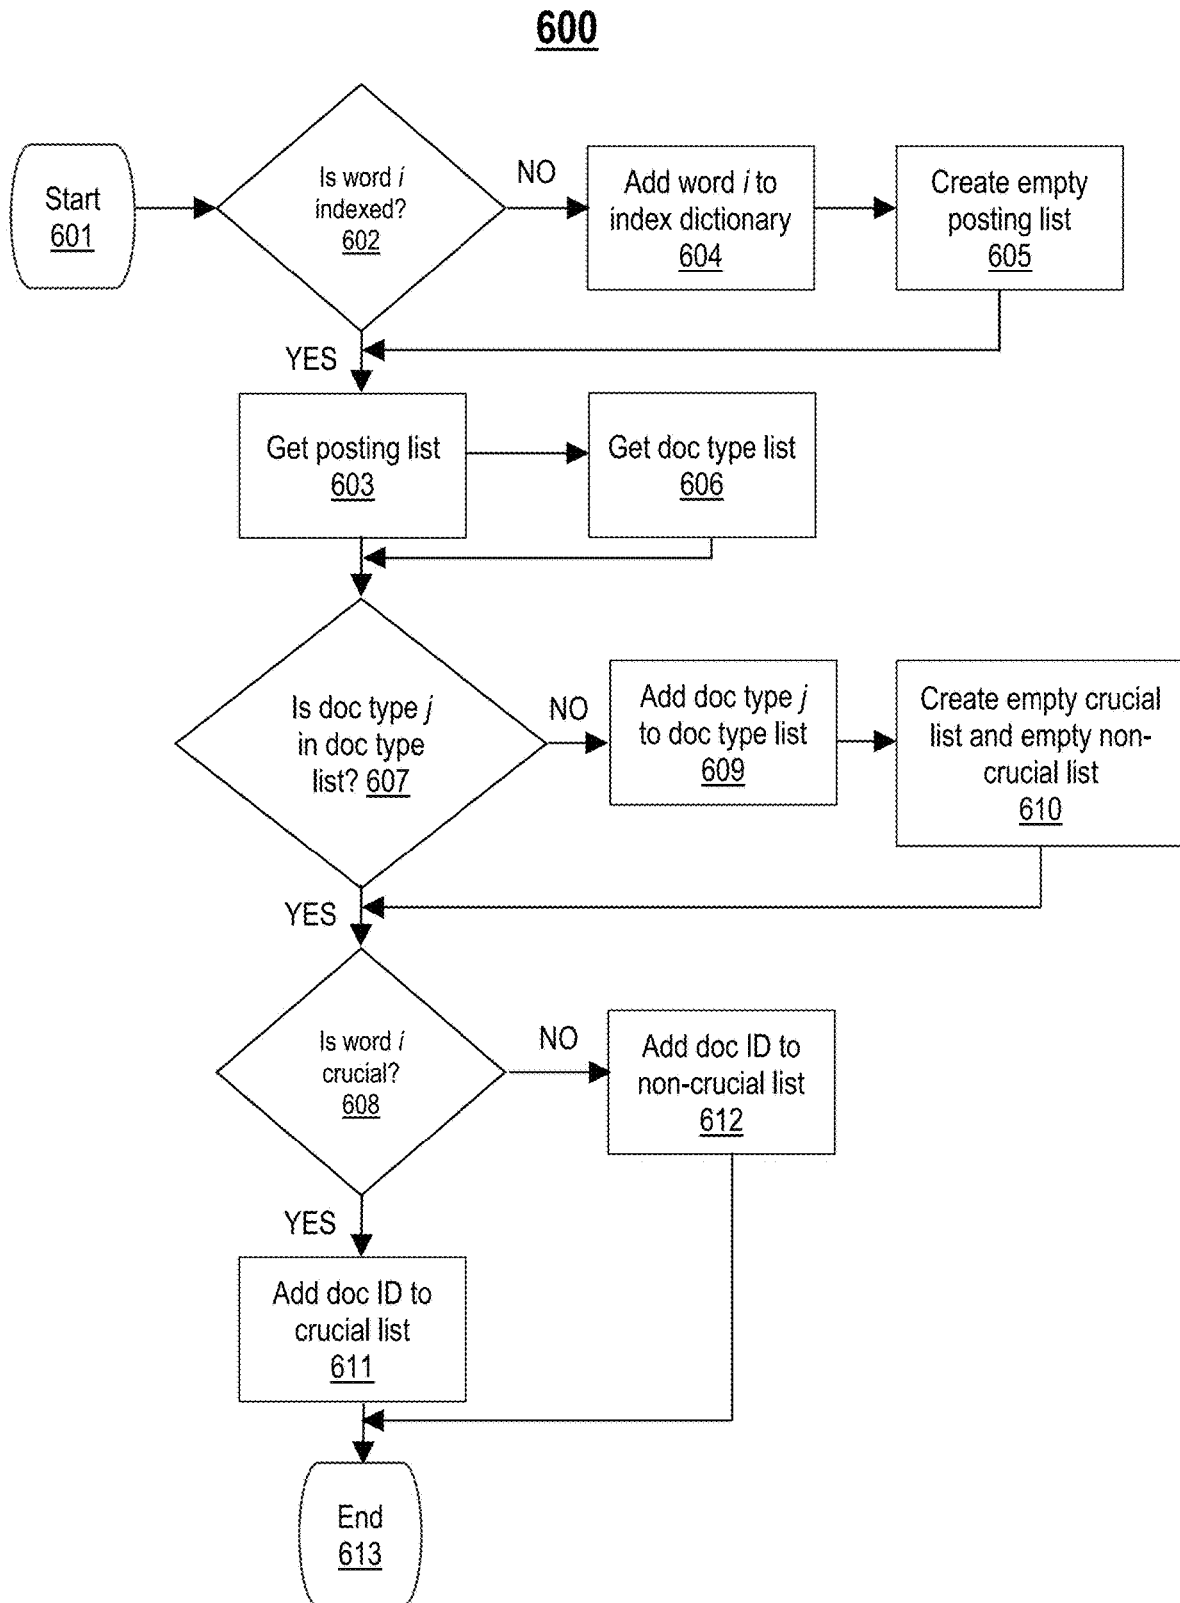 600
Start
601
Is word i
indexed?
602
NO
Add word i to
index dictionary
604
Create empty
posting list
605
YES
Get posting list
603
Get doc type list
606
Is doc type j
in doc type
list? 607
NO
Add doc type j
to doc type list
609
Create empty crucial
list and empty non-
crucial list
610
YES
Is word i
crucial?
608
NO
Add doc ID to
non-crucial list
612
YES
Add doc ID to
crucial list
611
End
613